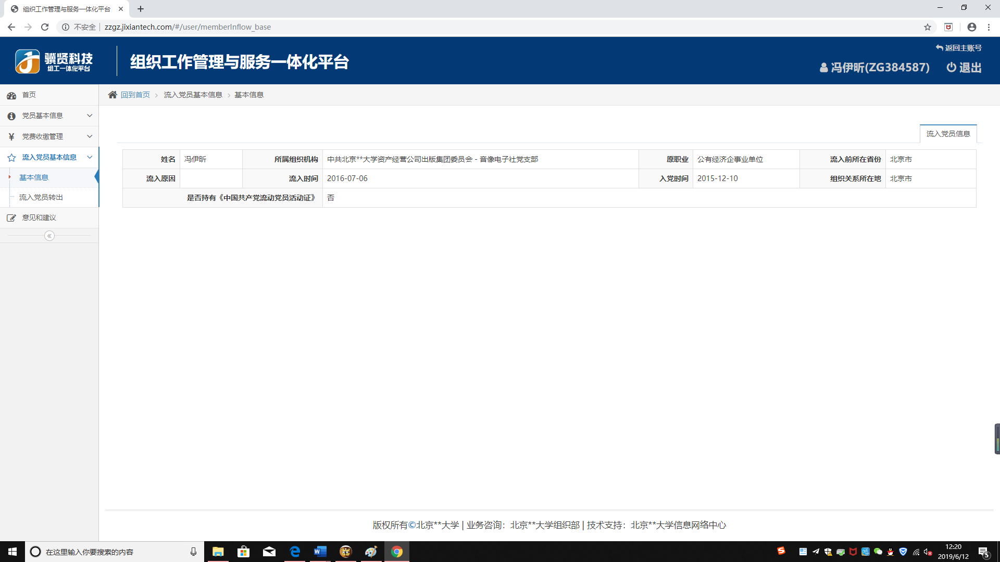 组织工作管理与服务一体化平台
不安全 zzgz.jixiantech.com/#/user/memberInflow_base
骥贤科技
组工一体化平台
组织工作管理与服务一体化平台
返回主账号
冯伊昕(ZG384587) 退出
首页
党员基本信息
党费收缴管理
流入党员基本信息
基本信息
流入党员转出
意见和建议
回到首页 流入党员基本信息 基本信息
流入党员信息
姓名 冯伊昕 所属组织机构 中共北京**大学资产经营公司出版集团委员会 - 音像电子社党支部 原职业 公有经济企事业单位 流入前所在省份 北京市
流入原因 流入时间 2016-07-06 入党时间 2015-12-10 组织关系所在地 北京市
是否持有《中国共产党流动党员活动证》 否
版权所有©北京**大学 | 业务咨询：北京**大学组织部 | 技术支持：北京**大学信息网络中心
在这里输入你要搜索的内容
12:20
2019/6/12
5